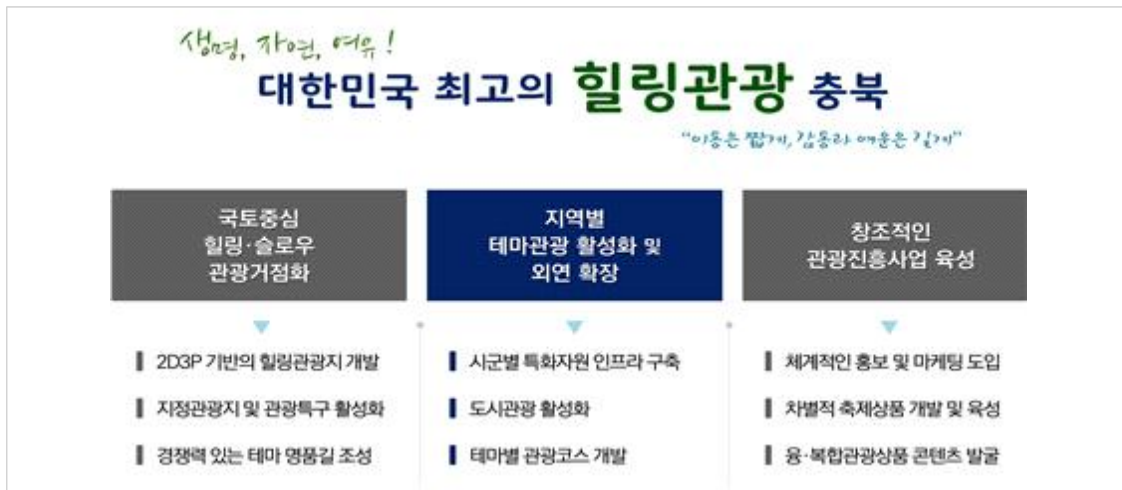 생명, 자연, 여유!
대한민국 최고의 힐링관광 충북
"이동은 짧게, 감동과 여운은 길게"
국토중심
힐링·슬로우
관광거점화
지역별
테마관광 활성화 및
외연 확장
창조적인
관광진흥사업 육성
2D3P 기반의 힐링관광지 개발
지정관광지 및 관광특구 활성화
경쟁력 있는 테마 명품길 조성
시군별 특화자원 인프라 구축
도시관광 활성화
테마별 관광코스 개발
체계적인 홍보 및 마케팅 도입
차별적 축제상품 개발 및 육성
융·복합관광상품 콘텐츠 발굴